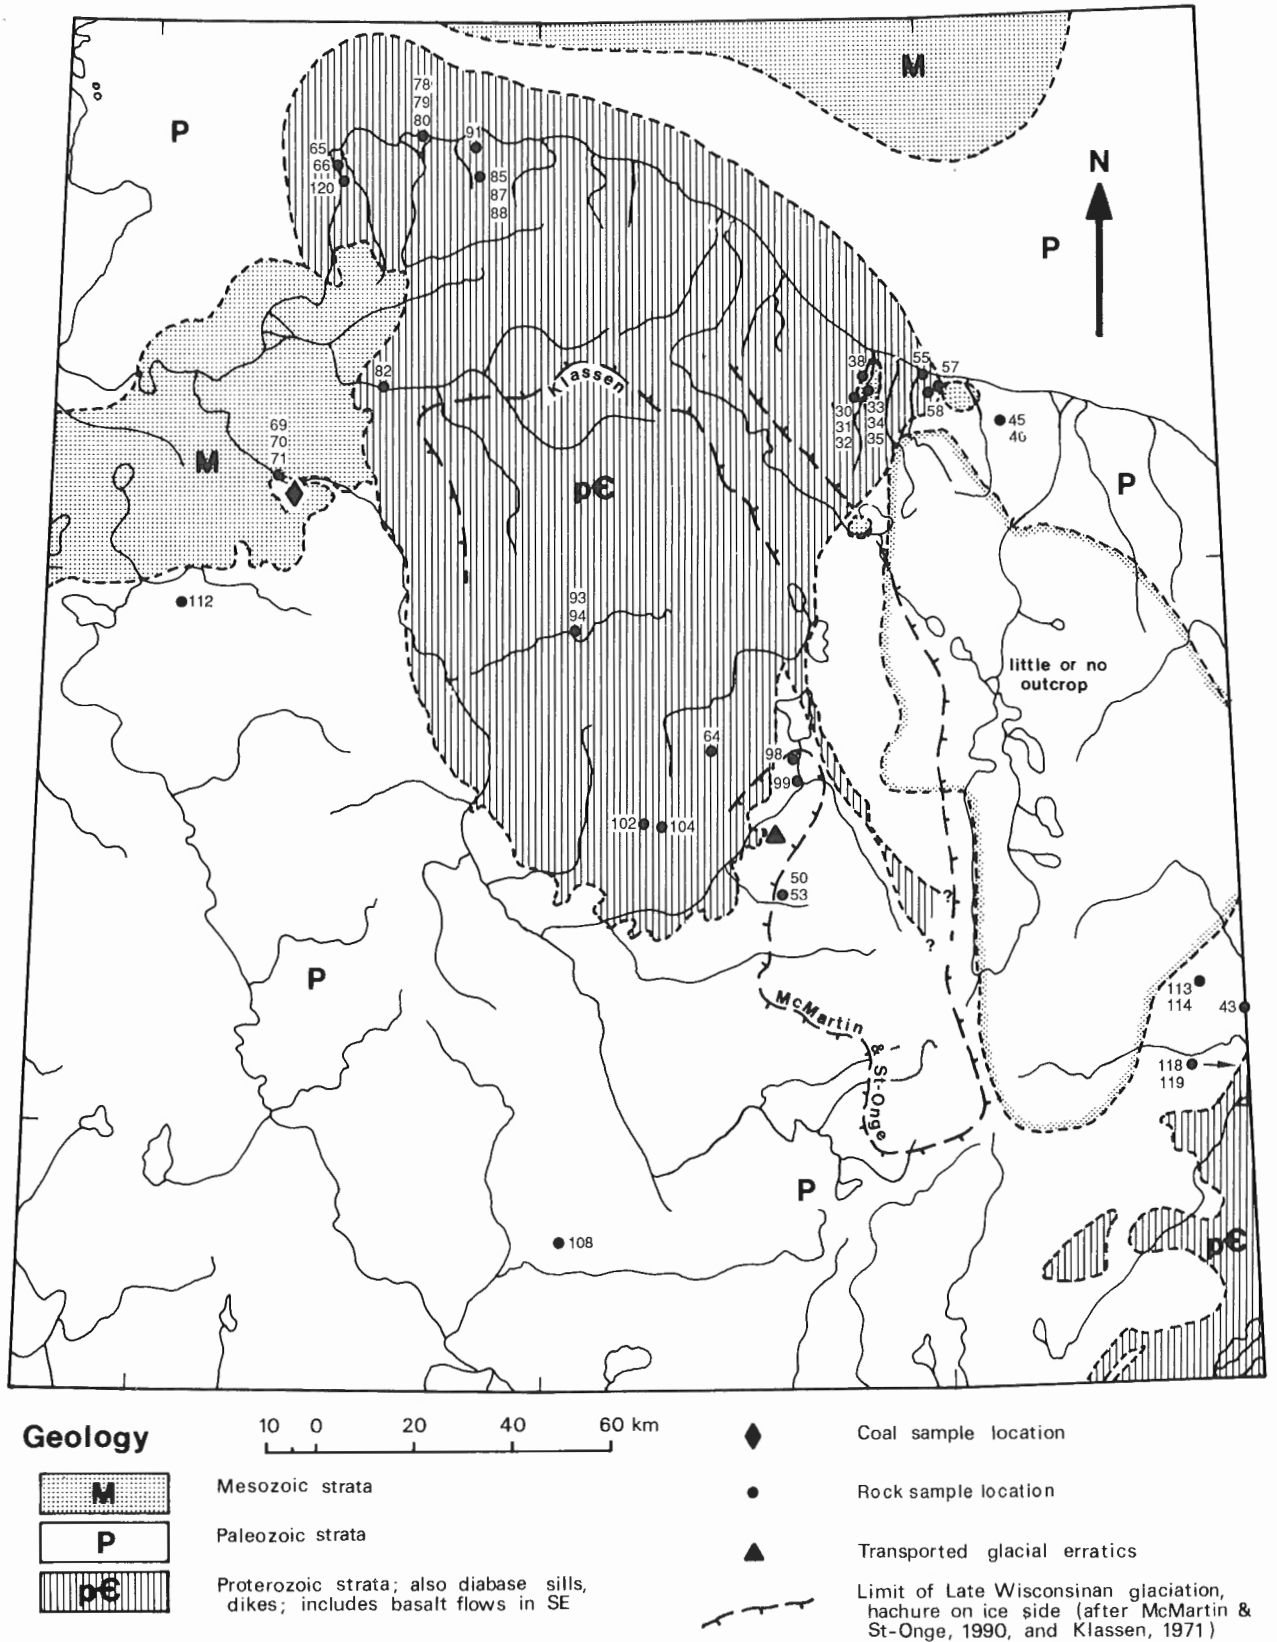 M
P
N
P
78
79
80
91
65
66
120
85
87
88
82
Klassen
38
55
57
30
31
32
33
34
35
58
45
46
69
70
71
M
pЄ
P
112
93
94
little or no
outcrop
64
98
99
102
104
50
53
?
?
P
McMartin
& St-Onge
113
114
43
118
119
P
pЄ
108
Geology
10 0 20 40 60 km
M
Mesozoic strata
P
Paleozoic strata
pЄ
Proterozoic strata; also diabase sills,
dikes; includes basalt flows in SE
Coal sample location
Rock sample location
Transported glacial erratics
Limit of Late Wisconsinan glaciation,
hachure on ice side (after McMartin &
St-Onge, 1990, and Klassen, 1971)